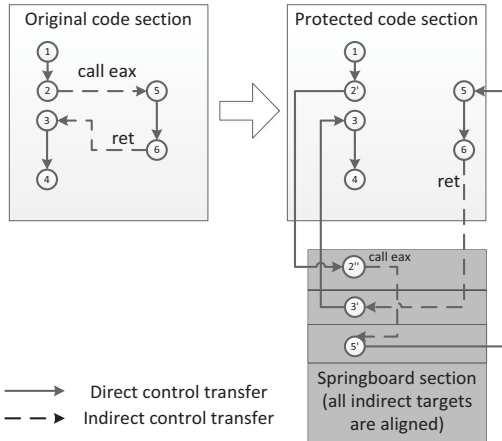 Original code section
Protected code section
1
call eax
2
5
3
ret
6
4
1
2'
5
3
6
4
ret
2''
call eax
3'
5'
Direct control transfer
Indirect control transfer
Springboard section
(all indirect targets
are aligned)